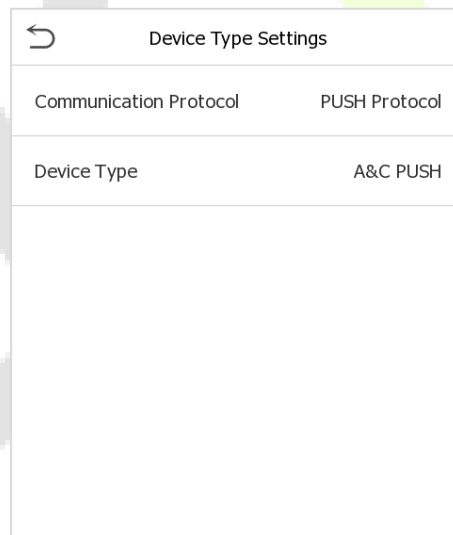 Device Type Settings
Communication Protocol PUSH Protocol
Device Type A&C PUSH